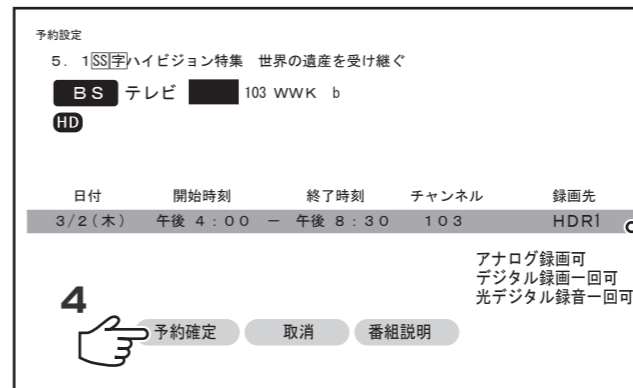 予約設定
5. 1SS字ハイビジョン特集 世界の遺産を受け継ぐ
BS テレビ 103 WWK b
HD
日付 開始時刻 終了時刻 チャンネル 録画先
3/2(木) 午後 4:00 － 午後 8:30 103 HDR1
アナログ録画可
デジタル録画一回可
光デジタル録音一回可
4
予約確定 取消 番組説明